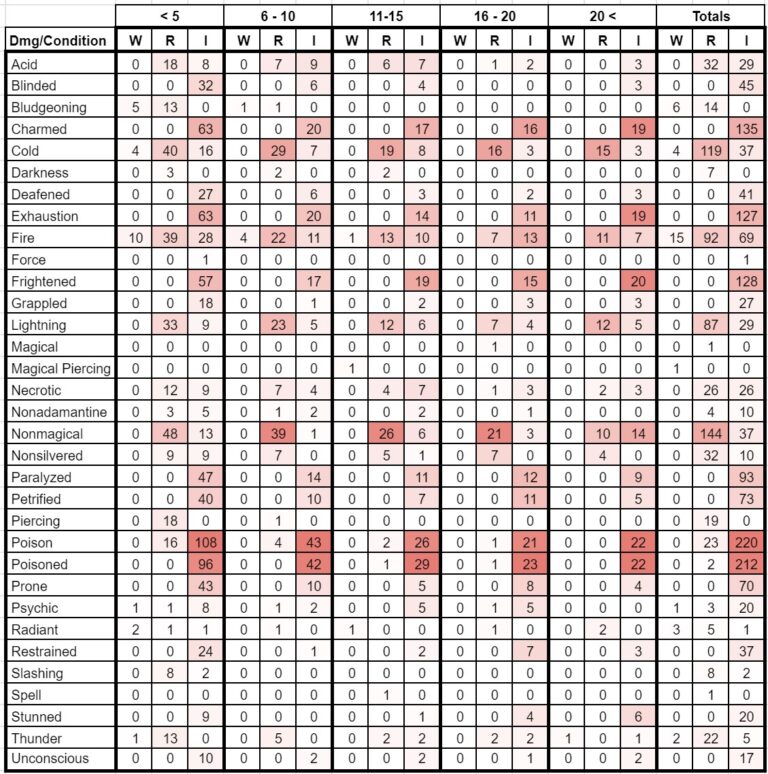 < 5 6 - 10 11-15 16 - 20 20 < Totals
Dmg/Condition W R I W R I W R I W R I W R I W R I
Acid 0 18 8 0 7 9 0 6 7 0 1 2 0 0 3 0 32 29
Blinded 0 0 32 0 0 6 0 0 4 0 0 0 0 0 3 0 0 45
Bludgeoning 5 13 0 1 1 0 0 0 0 0 0 0 0 0 0 6 14 0
Charmed 0 0 63 0 0 20 0 0 17 0 0 16 0 0 19 0 0 135
Cold 4 40 16 0 29 7 0 19 8 0 16 3 0 15 3 4 119 37
Darkness 0 3 0 0 2 0 0 2 0 0 0 0 0 0 0 0 7 0
Deafened 0 0 27 0 0 6 0 0 3 0 0 2 0 0 3 0 0 41
Exhaustion 0 0 63 0 0 20 0 0 14 0 0 11 0 0 19 0 0 127
Fire 10 39 28 4 22 11 1 13 10 0 7 13 0 11 7 15 92 69
Force 0 0 1 0 0 0 0 0 0 0 0 0 0 0 0 0 0 1
Frightened 0 0 57 0 0 17 0 0 19 0 0 15 0 0 20 0 0 128
Grappled 0 0 18 0 0 1 0 0 2 0 0 3 0 0 3 0 0 27
Lightning 0 33 9 0 23 5 0 12 6 0 7 4 0 12 5 0 87 29
Magical 0 0 0 0 0 0 0 0 0 0 1 0 0 0 0 0 1 0
Magical Piercing 0 0 0 0 0 0 1 0 0 0 0 0 0 0 0 1 0 0
Necrotic 0 12 9 0 7 4 0 4 7 0 1 3 0 2 3 0 26 26
Nonadamantine 0 3 5 0 1 2 0 0 2 0 0 1 0 0 0 0 4 10
Nonmagical 0 48 13 0 39 1 0 26 6 0 21 3 0 10 14 0 144 37
Nonsilvered 0 9 9 0 7 0 0 5 1 0 7 0 0 4 0 0 32 10
Paralyzed 0 0 47 0 0 14 0 0 11 0 0 12 0 0 9 0 0 93
Petrified 0 0 40 0 0 10 0 0 7 0 0 11 0 0 5 0 0 73
Piercing 0 18 0 0 1 0 0 0 0 0 0 0 0 0 0 0 19 0
Poison 0 16 108 0 4 43 0 2 26 0 1 21 0 0 22 0 23 220
Poisoned 0 0 96 0 0 42 0 1 29 0 1 23 0 0 22 0 2 212
Prone 0 0 43 0 0 10 0 0 5 0 0 8 0 0 4 0 0 70
Psychic 1 1 8 0 1 2 0 0 5 0 1 5 0 0 0 1 3 20
Radiant 2 1 1 0 1 0 1 0 0 0 0 0 0 2 0 3 5 1
Restrained 0 0 24 0 0 1 0 0 2 0 0 7 0 0 3 0 0 37
Slashing 0 8 2 0 0 0 0 0 0 0 0 0 0 0 0 0 8 2
Spell 0 0 0 0 0 0 0 1 0 0 0 0 0 0 0 0 1 0
Stunned 0 0 9 0 0 0 0 0 1 0 0 4 0 0 6 0 0 20
Thunder 1 13 0 0 5 0 0 2 2 0 2 2 1 0 1 2 22 5
Unconscious 0 0 10 0 0 2 0 0 2 0 0 1 0 0 2 0 0 17